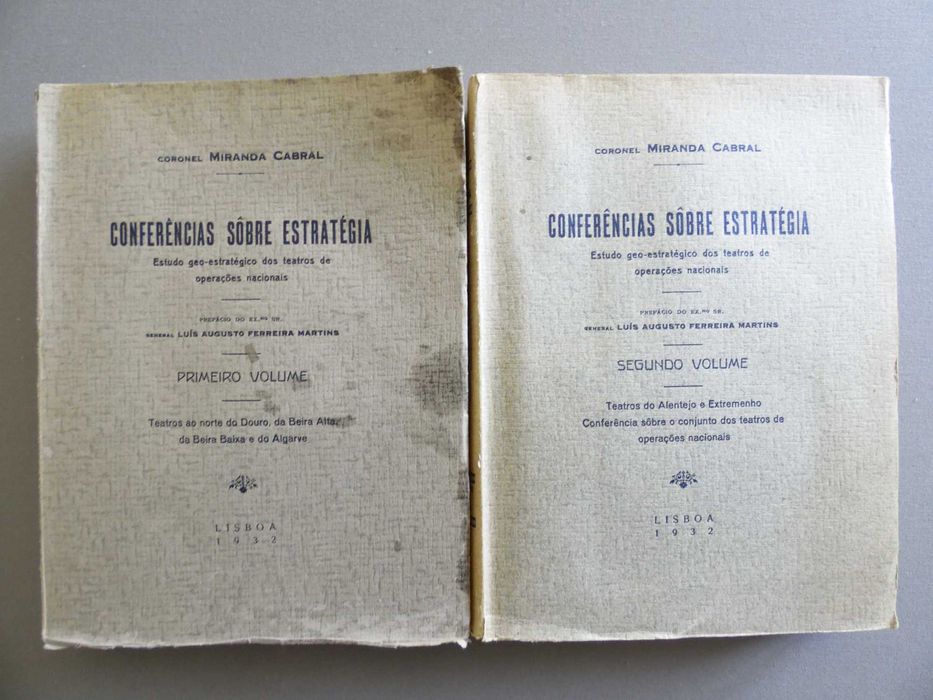 CORONEL MIRANDA CABRAL
CONFERÊNCIAS SÔBRE ESTRATÉGIA
Estudo geo-estratégico dos teatros de
operações nacionais
PREFÁCIO DO EX.MO SR.
GENERAL LUÍS AUGUSTO FERREIRA MARTINS
PRIMEIRO VOLUME
Teatros ao norte do Douro, da Beira Alta,
da Beira Baixa e do Algarve
LISBOA
1932
CORONEL MIRANDA CABRAL
CONFERÊNCIAS SÔBRE ESTRATÉGIA
Estudo geo-estratégico dos teatros de
operações nacionais
PREFÁCIO DO EX.MO SR.
GENERAL LUÍS AUGUSTO FERREIRA MARTINS
SEGUNDO VOLUME
Teatros do Alentejo e Extremenho
Conferência sôbre o conjunto dos teatros de
operações nacionais
LISBOA
1932